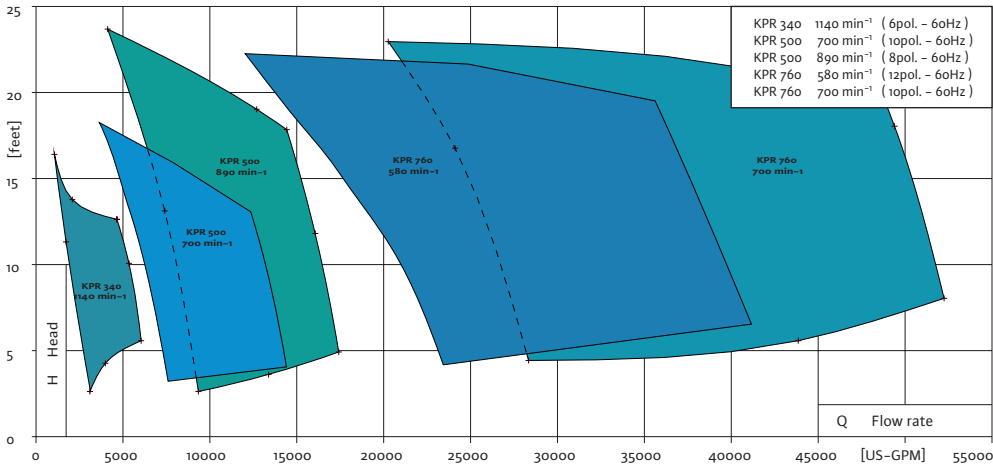 25
20
15
10
5
0
[feet]
H Head
KPR 340 1140 min⁻¹ ( 6pol. – 60Hz )
KPR 500 700 min⁻¹ ( 10pol. – 60Hz )
KPR 500 890 min⁻¹ ( 8pol. – 60Hz )
KPR 760 580 min⁻¹ ( 12pol. – 60Hz )
KPR 760 700 min⁻¹ ( 10pol. – 60Hz )
KPR 500
890 min–1
KPR 760
580 min–1
KPR 760
700 min–1
KPR 500
700 min–1
KPR 340
1140 min–1
Q Flow rate
0 5000 10000 15000 20000 25000 30000 35000 40000 45000 [US–GPM] 55000